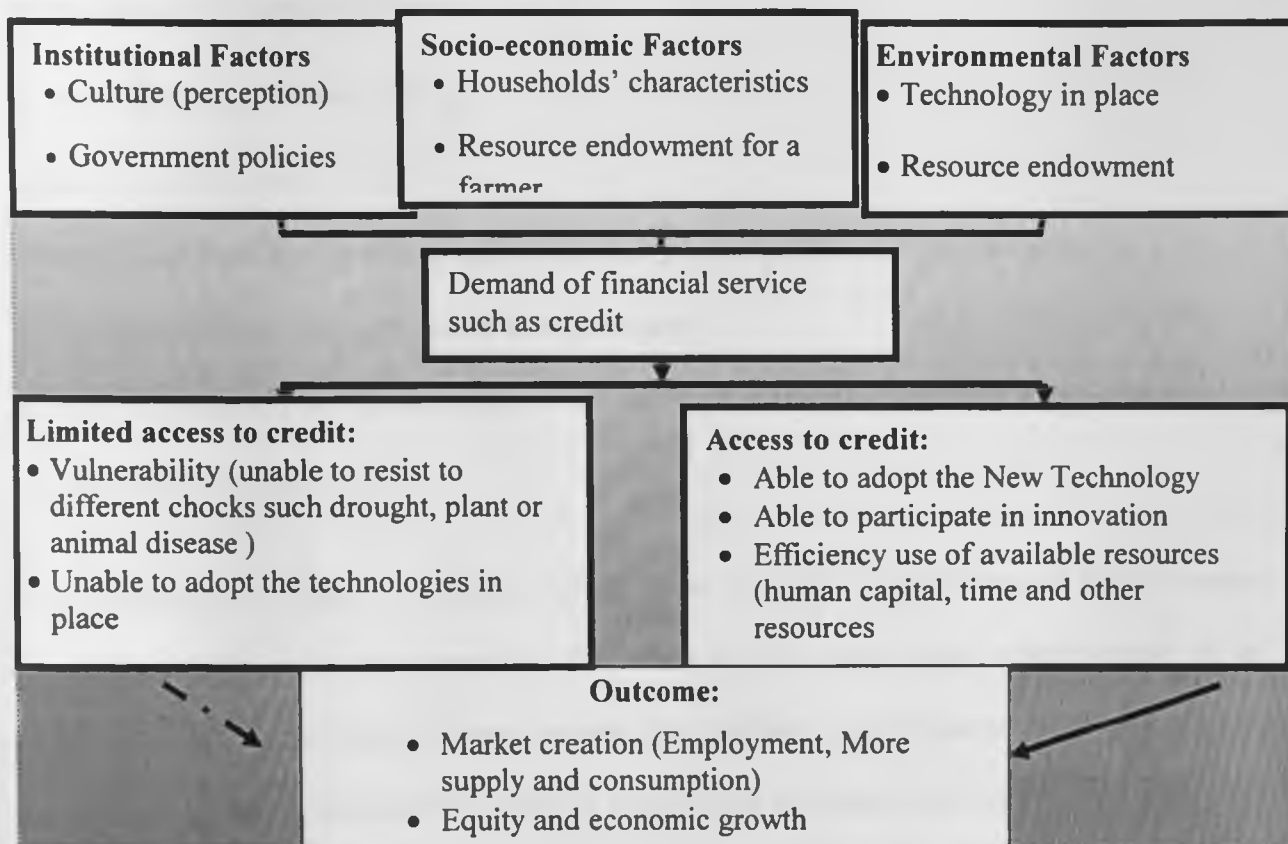 Institutional Factors
• Culture (perception)
• Government policies
Socio-economic Factors
• Households’ characteristics
• Resource endowment for a
farmer
Environmental Factors
• Technology in place
• Resource endowment
Demand of financial service
such as credit
Limited access to credit:
• Vulnerability (unable to resist to
different chocks such drought, plant or
animal disease )
• Unable to adopt the technologies in
place
Access to credit:
• Able to adopt the New Technology
• Able to participate in innovation
• Efficiency use of available resources
(human capital, time and other
resources
Outcome:
• Market creation (Employment, More
supply and consumption)
• Equity and economic growth